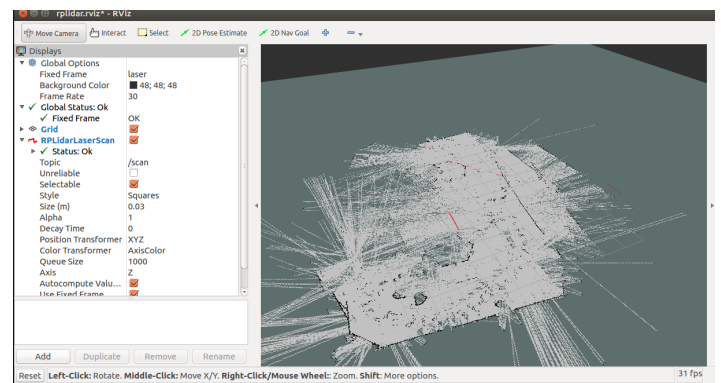 rplidar.rviz* - RViz
Move Camera Interact Select 2D Pose Estimate 2D Nav Goal
Displays
Global Options
Fixed Frame laser
Background Color 48; 48; 48
Frame Rate 30
Global Status: Ok
Fixed Frame OK
Grid
RPLidarLaserScan
Status: Ok
Topic /scan
Unreliable
Selectable
Style Squares
Size (m) 0.03
Alpha 1
Decay Time 0
Position Transformer XYZ
Color Transformer AxisColor
Queue Size 1000
Axis Z
Autocompute Valu...
Use Fixed Frame
Add Duplicate Remove Rename
Reset Left-Click: Rotate. Middle-Click: Move X/Y. Right-Click/Mouse Wheel:: Zoom. Shift: More options. 31 fps